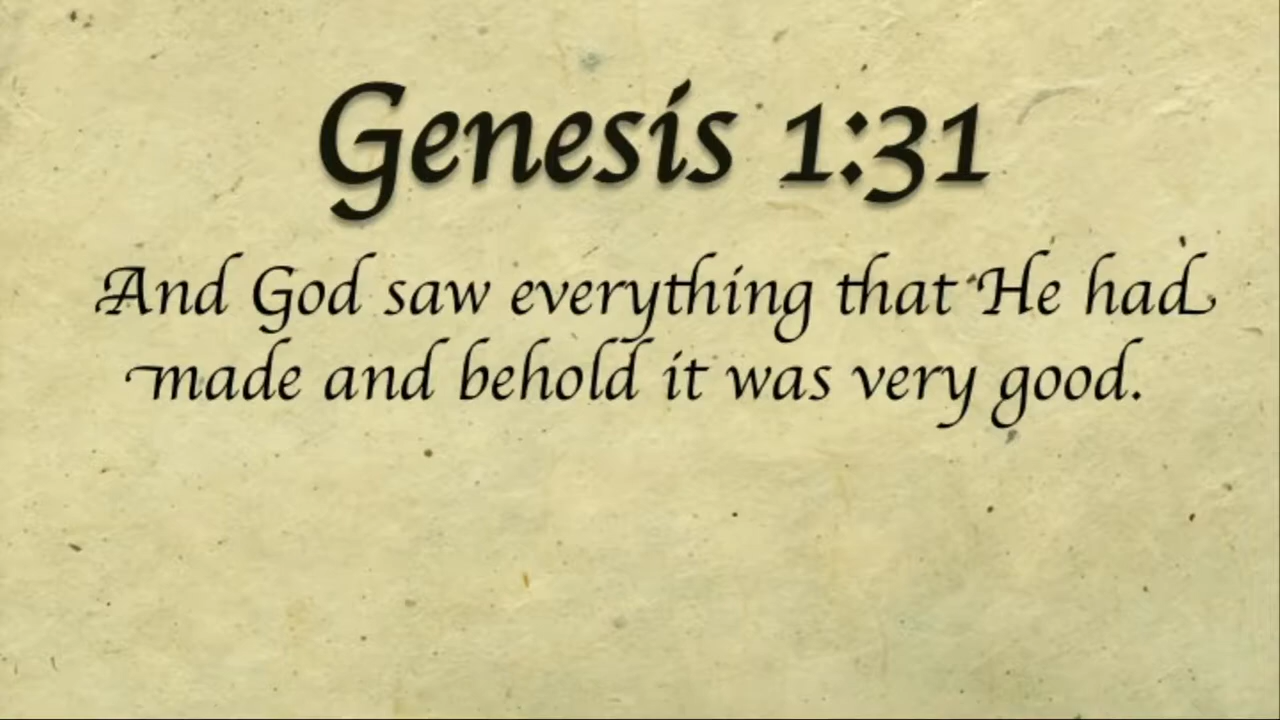 Genesis 1:31
And God saw everything that He had
made and behold it was very good.